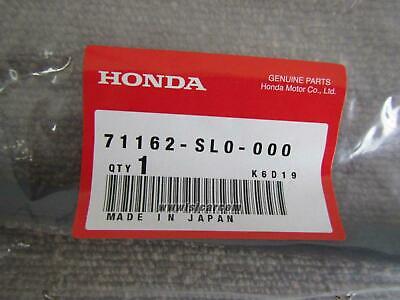 HONDA
GENUINE PARTS
Honda Motor Co., Ltd.
71162-SL0-000
QTY 1
K6D19
MADE IN JAPAN